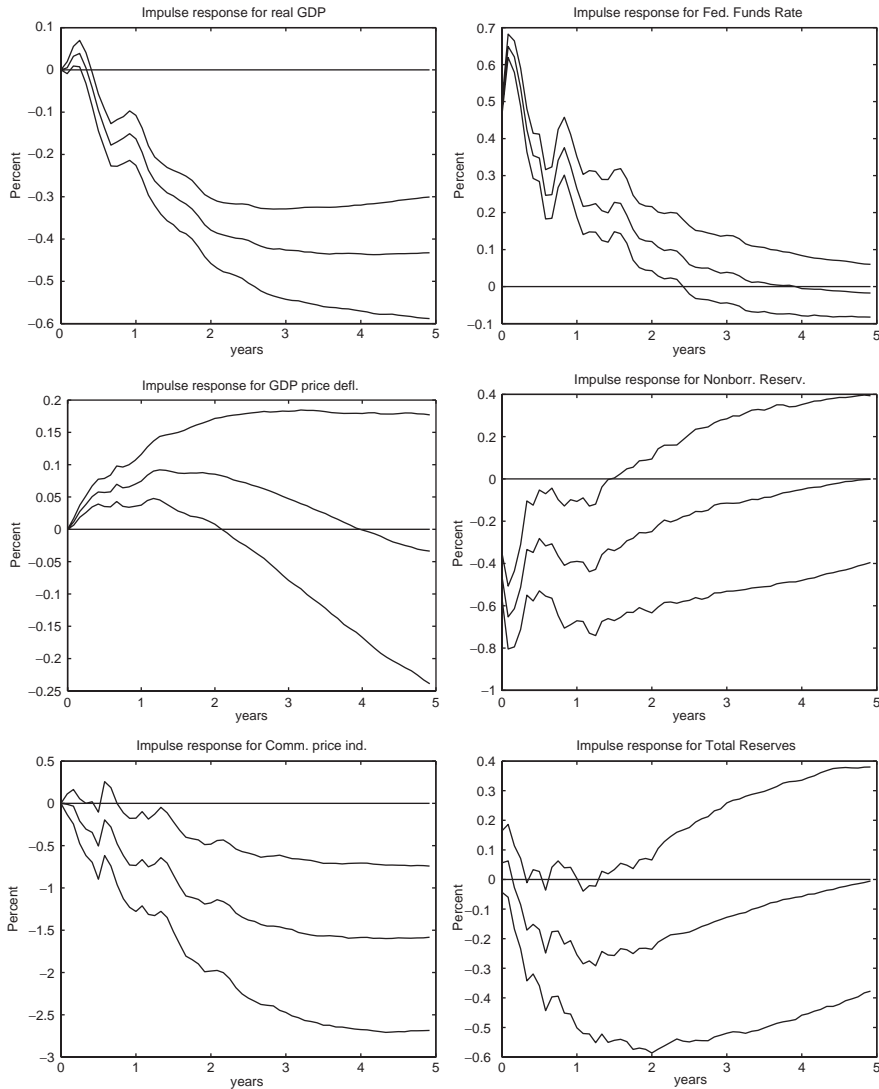 Impulse response for real GDP
0.1
0
−0.1
−0.2
−0.3
−0.4
−0.5
−0.6
Percent
0 1 2 3 4 5
years
Impulse response for Fed. Funds Rate
0.7
0.6
0.5
0.4
0.3
0.2
0.1
0
−0.1
Percent
0 1 2 3 4 5
years
Impulse response for GDP price defl.
0.2
0.15
0.1
0.05
0
−0.05
−0.1
−0.15
−0.2
−0.25
Percent
0 1 2 3 4 5
years
Impulse response for Nonborr. Reserv.
0.4
0.2
0
−0.2
−0.4
−0.6
−0.8
−1
Percent
0 1 2 3 4 5
years
Impulse response for Comm. price ind.
0.5
0
−0.5
−1
−1.5
−2
−2.5
−3
Percent
0 1 2 3 4 5
years
Impulse response for Total Reserves
0.4
0.3
0.2
0.1
0
−0.1
−0.2
−0.3
−0.4
−0.5
−0.6
Percent
0 1 2 3 4 5
years